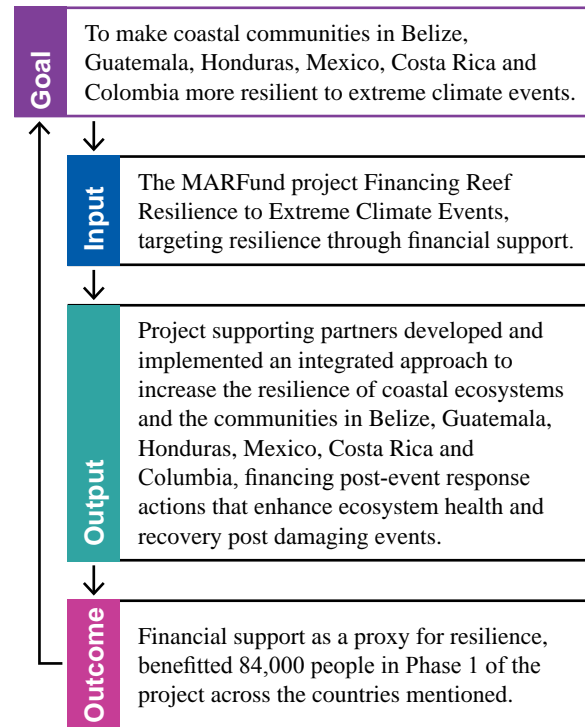 Goal
To make coastal communities in Belize,
Guatemala, Honduras, Mexico, Costa Rica and
Colombia more resilient to extreme climate events.
Input
The MARFund project Financing Reef
Resilience to Extreme Climate Events,
targeting resilience through financial support.
Output
Project supporting partners developed and
implemented an integrated approach to
increase the resilience of coastal ecosystems
and the communities in Belize, Guatemala,
Honduras, Mexico, Costa Rica and
Columbia, financing post-event response
actions that enhance ecosystem health and
recovery post damaging events.
Outcome
Financial support as a proxy for resilience,
benefitted 84,000 people in Phase 1 of the
project across the countries mentioned.